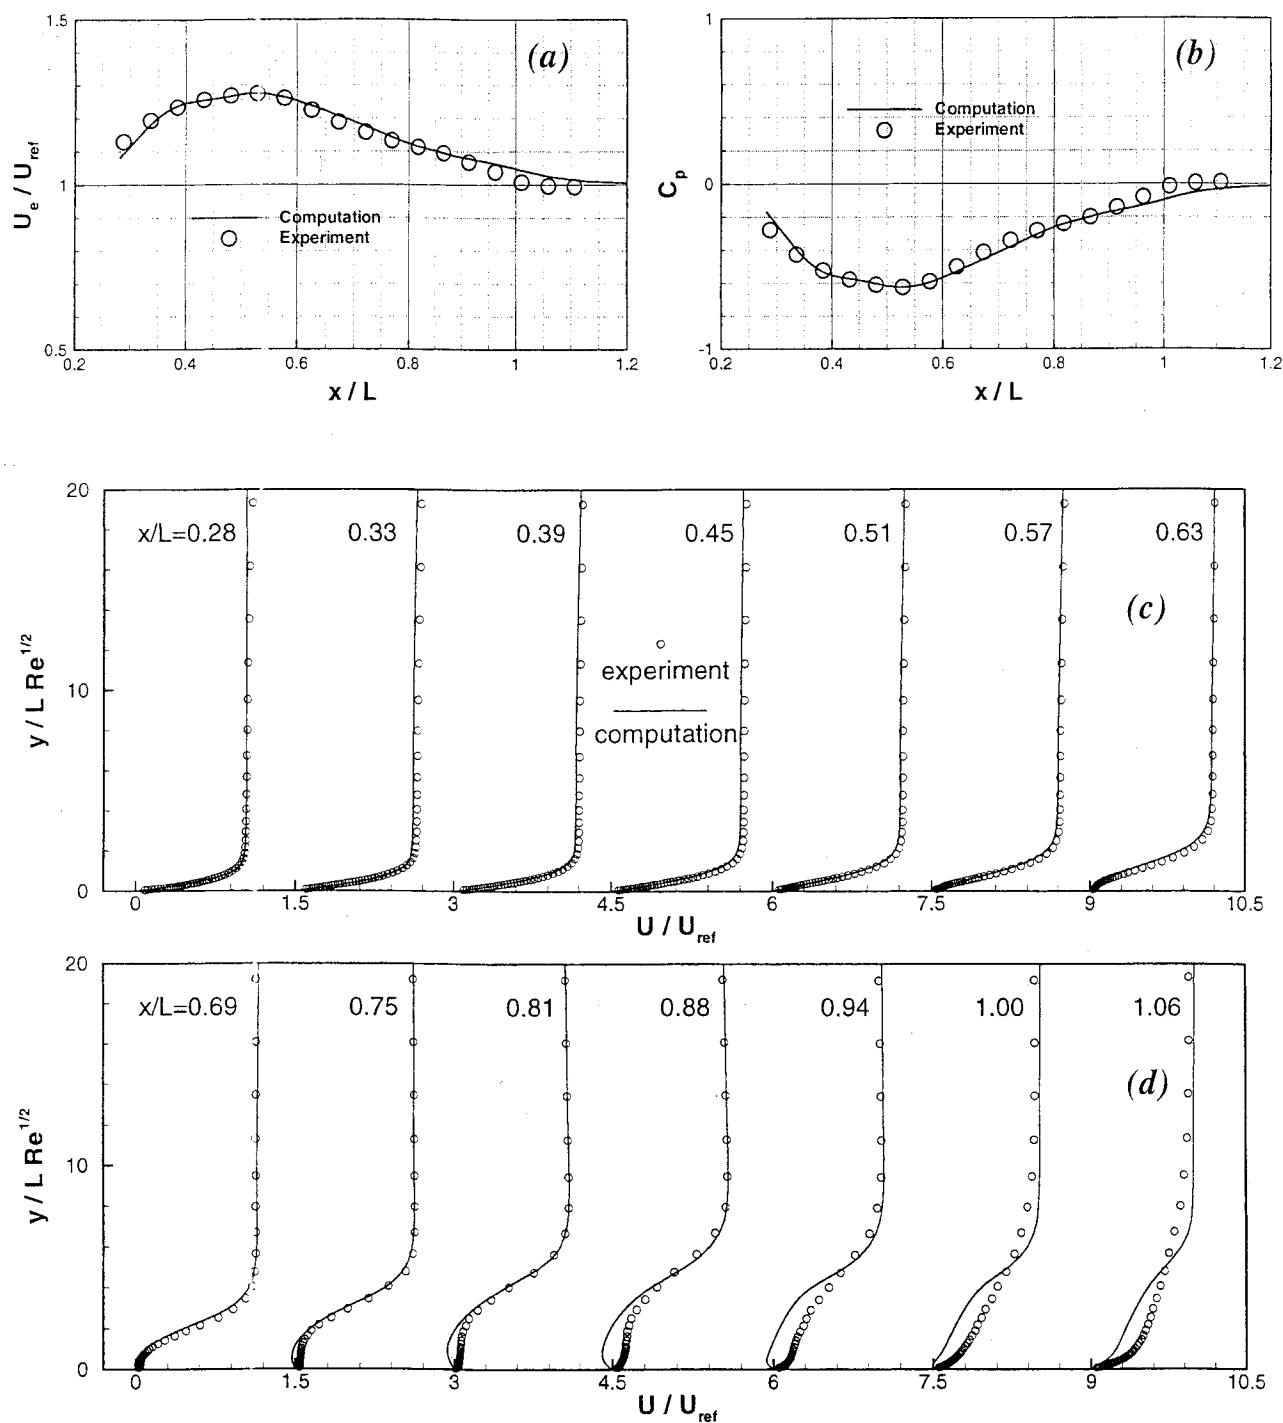 (a)
1.5
1
0.5
U_e / U_ref
Computation
Experiment
0.2 0.4 0.6 0.8 1 1.2
x / L
(b)
1
0
-1
C_p
Computation
Experiment
0.2 0.4 0.6 0.8 1 1.2
x / L
20
10
0
y / L Re^1/2
x/L=0.28 0.33 0.39 0.45 0.51 0.57 0.63
(c)
experiment
computation
0 1.5 3 4.5 6 7.5 9 10.5
U / U_ref
20
10
0
y / L Re^1/2
x/L=0.69 0.75 0.81 0.88 0.94 1.00 1.06
(d)
0 1.5 3 4.5 6 7.5 9 10.5
U / U_ref